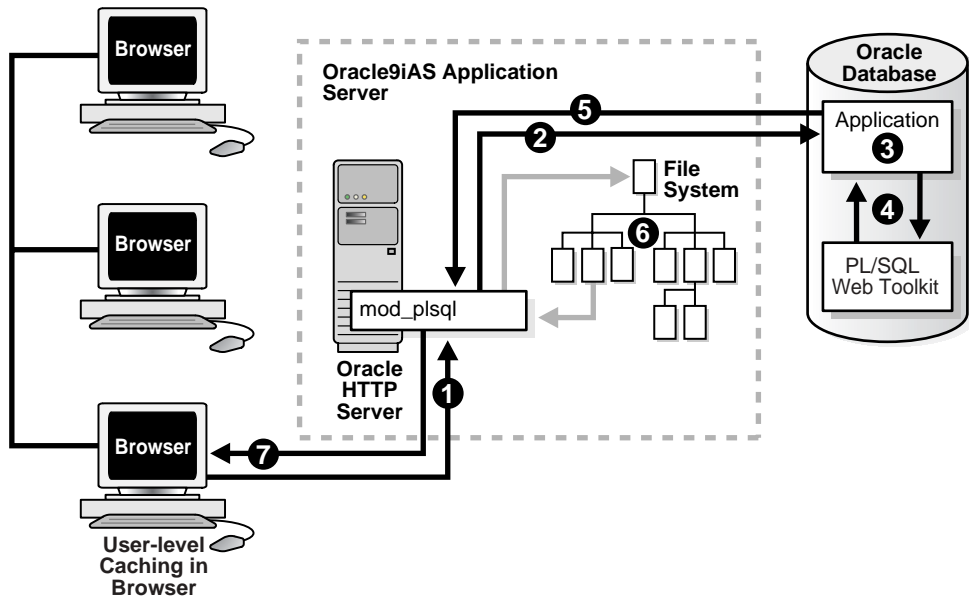 Browser
Browser
Browser
User-level
Caching in
Browser
Oracle9iAS Application
Server
5
2
File
System
6
mod_plsql
Oracle
HTTP
Server
1
7
Oracle
Database
Application
3
4
PL/SQL
Web Toolkit